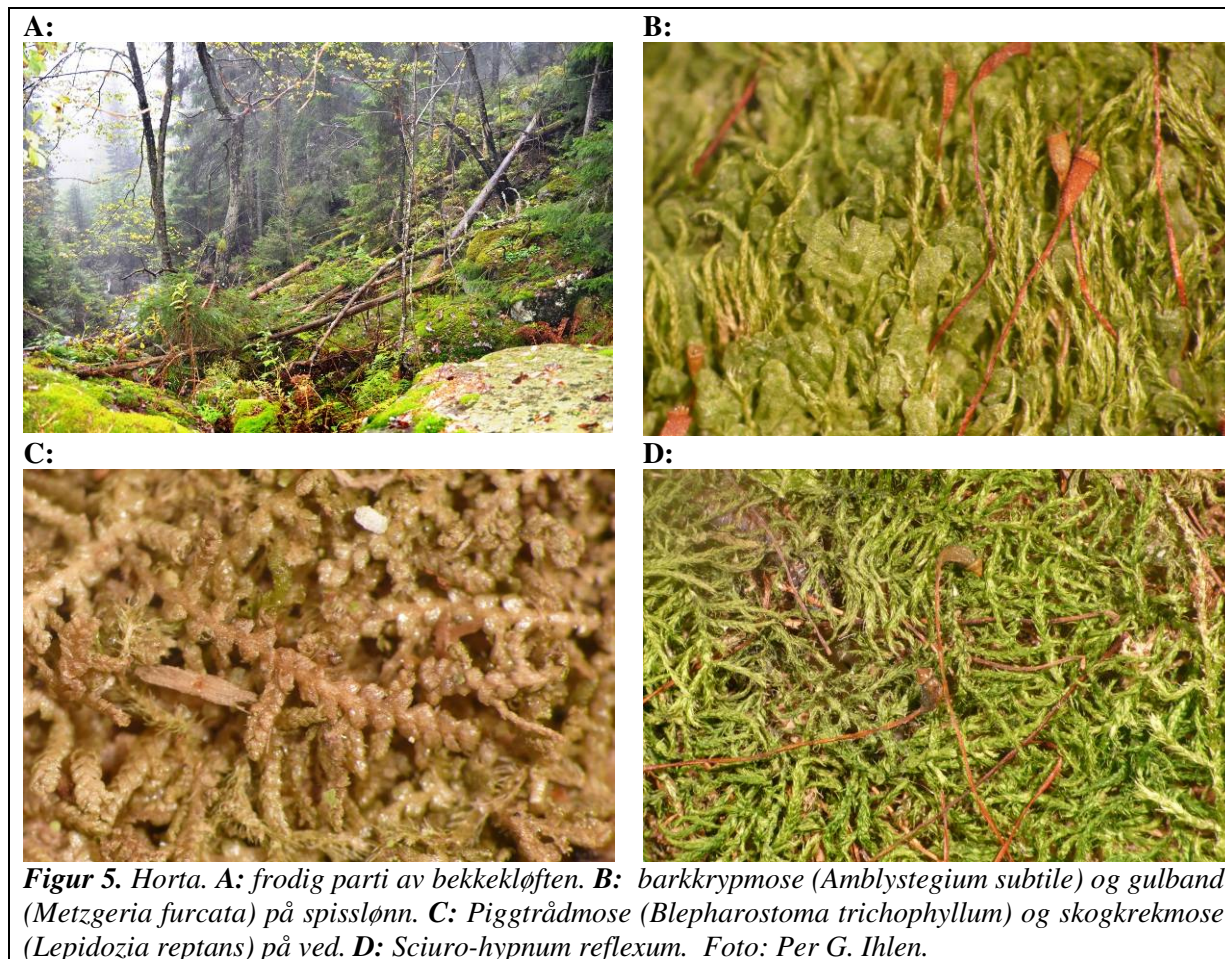 A:
B:
C:
D:
Figur 5. Horta. A: frodig parti av bekkekløften. B: barkkrypmose (Amblystegium subtile) og gulband
(Metzgeria furcata) på spisslønn. C: Piggtrådmose (Blepharostoma trichophyllum) og skogkrekmose
(Lepidozia reptans) på ved. D: Sciuro-hypnum reflexum. Foto: Per G. Ihlen.